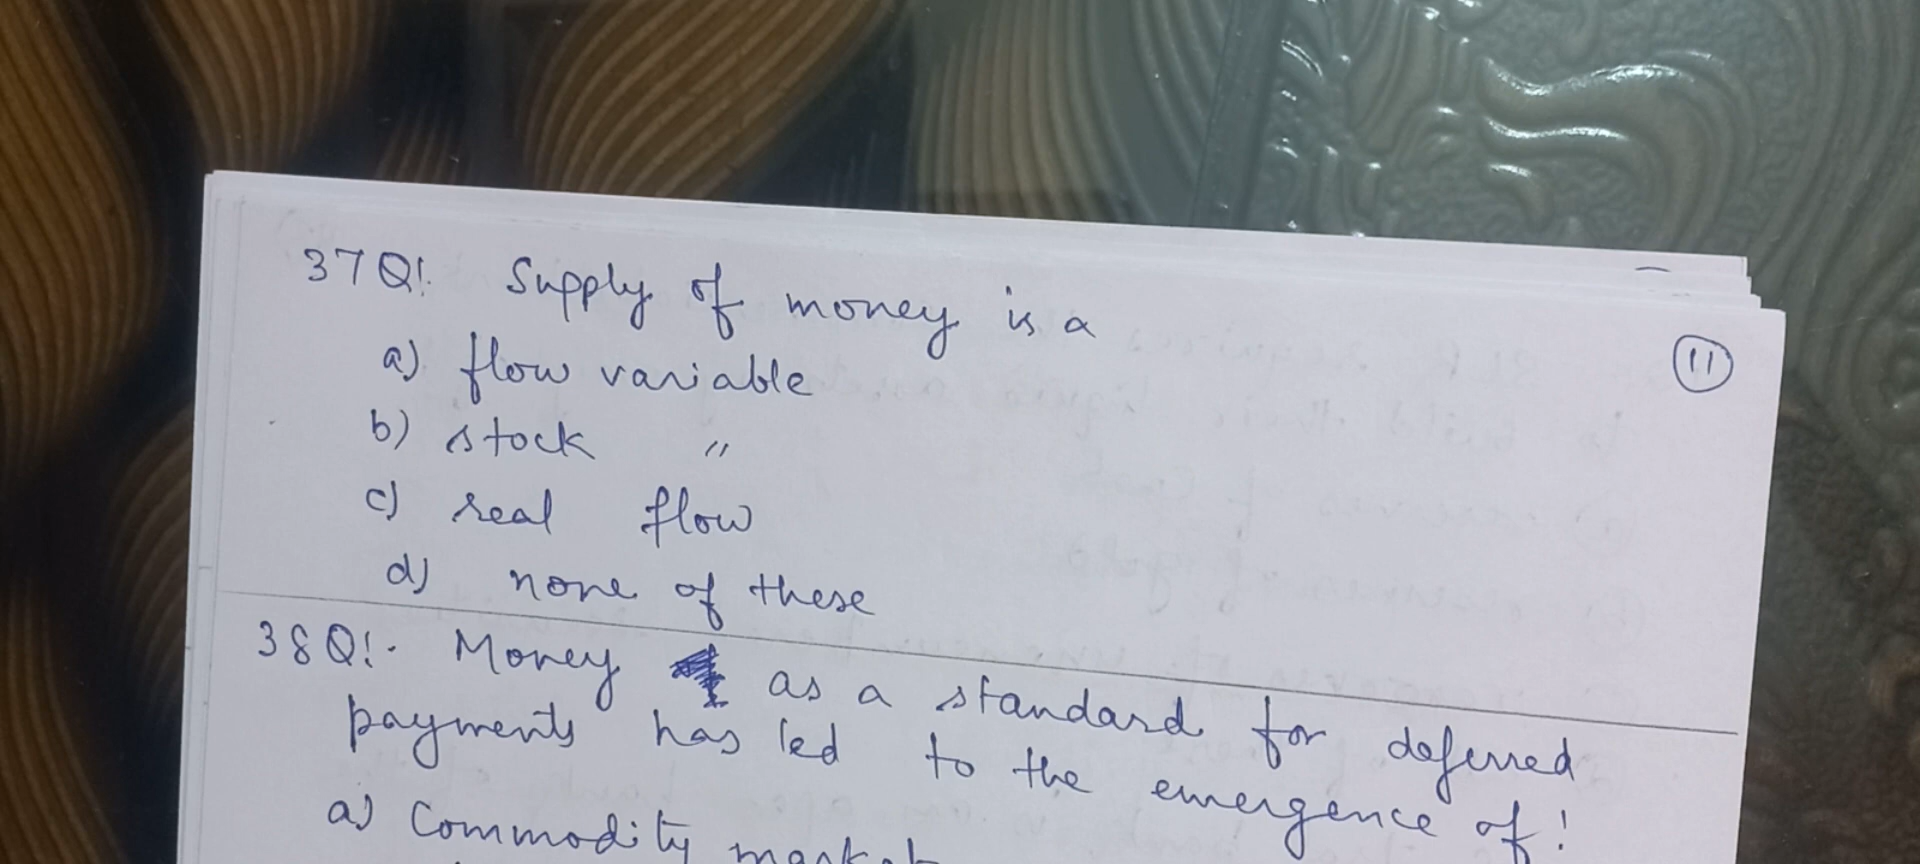 37Q!. Supply of money is a
11
a) flow variable
b) stock "
c) real flow
d) none of these
38Q!. Money as a standard for deferred
payments has led to the emergence of!
a) Commodity market